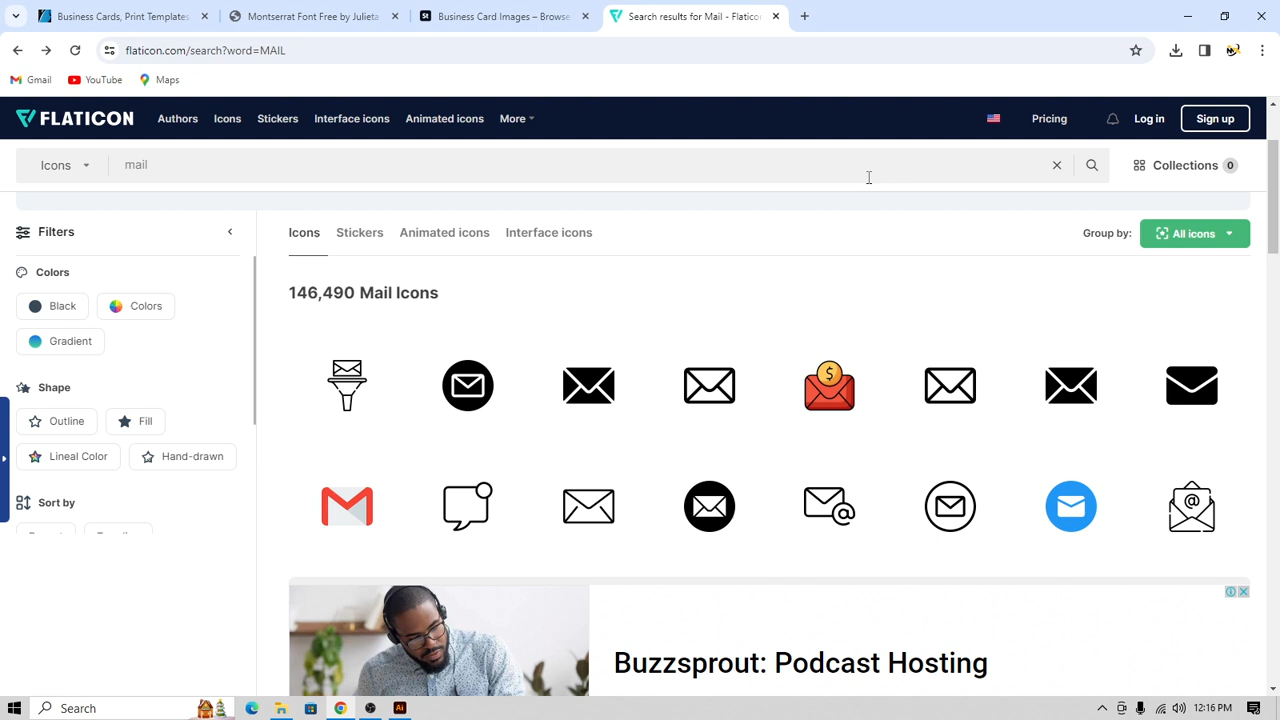 Business Cards, Print Templates
Montserrat Font Free by Julieta
St Business Card Images – Browse
Search results for Mail - Flaticon
flaticon.com/search?word=MAIL
Gmail
YouTube
Maps
FLATICON
Authors
Icons
Stickers
Interface icons
Animated icons
More
Pricing
Log in
Sign up
Icons
mail
Collections 0
Filters
Icons
Stickers
Animated icons
Interface icons
Group by:
All icons
Colors
146,490 Mail Icons
Black
Colors
Gradient
Shape
Outline
Fill
Lineal Color
Hand-drawn
Sort by
Buzzsprout: Podcast Hosting
Search
Ai
12:16 PM